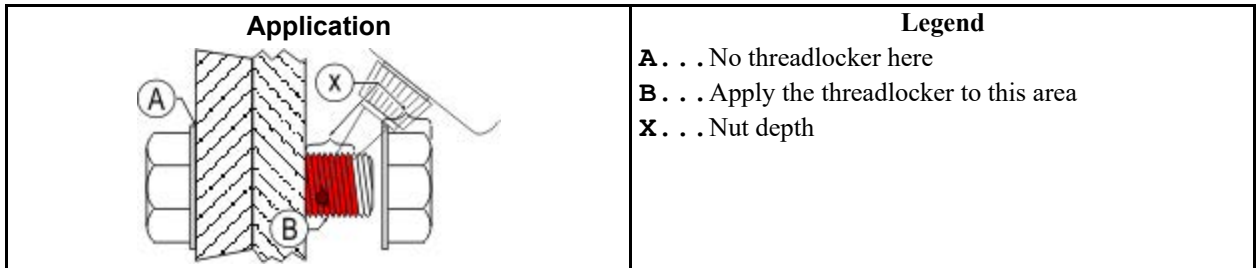 Application
A
X
B
Legend
A...No threadlocker here
B...Apply the threadlocker to this area
X...Nut depth